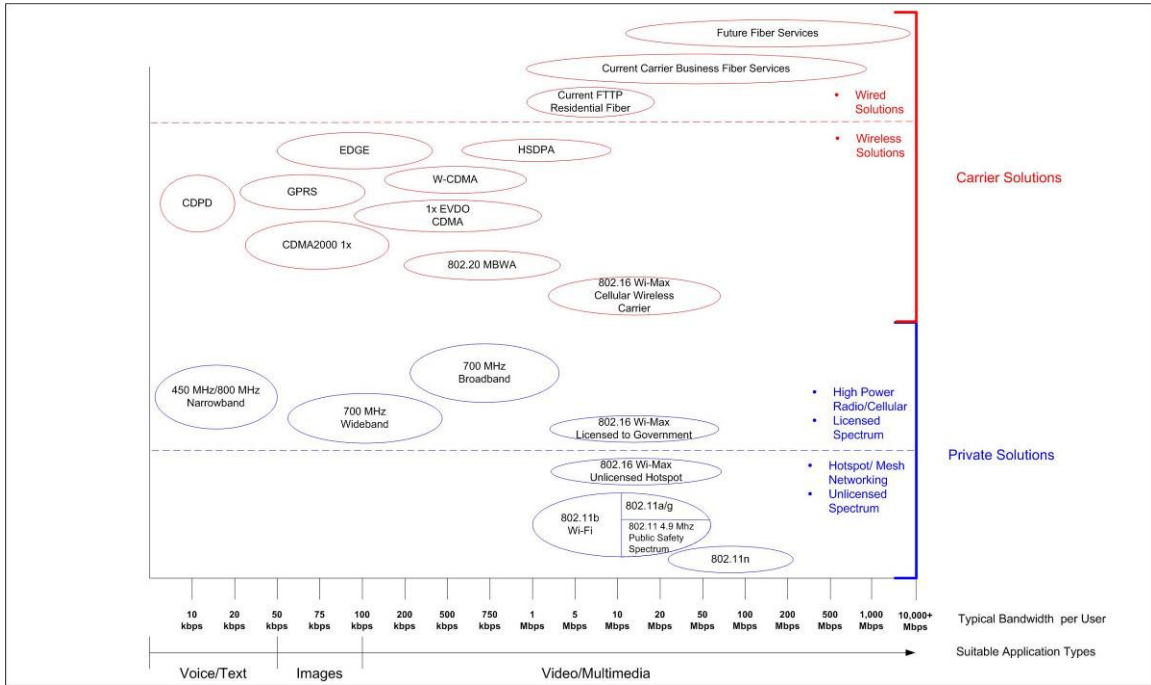 Future Fiber Services
Current Carrier Business Fiber Services
Current FTTP
Residential Fiber
• Wired
Solutions
• Wireless
Solutions
EDGE
HSDPA
Carrier Solutions
W-CDMA
GPRS
CDPD
1x EVDO
CDMA
CDMA2000 1x
802.20 MBWA
802.16 Wi-Max
Cellular Wireless
Carrier
700 MHz
Broadband
450 MHz/800 MHz
Narrowband
700 MHz
Wideband
802.16 Wi-Max
Licensed to Government
• High Power
Radio/Cellular
• Licensed
Spectrum
Private Solutions
802.16 Wi-Max
Unlicensed Hotspot
• Hotspot/ Mesh
Networking
• Unlicensed
Spectrum
802.11b
Wi-Fi
802.11a/g
802.11 4.9 Mhz
Public Safety
Spectrum
802.11n
10 20 50 75 100 200 500 750 1 5 10 20 50 100 200 500 1,000 10,000+
kbps kbps kbps kbps kbps kbps kbps kbps Mbps Mbps Mbps Mbps Mbps Mbps Mbps Mbps Mbps Mbps
Typical Bandwidth per User
Suitable Application Types
Voice/Text Images Video/Multimedia